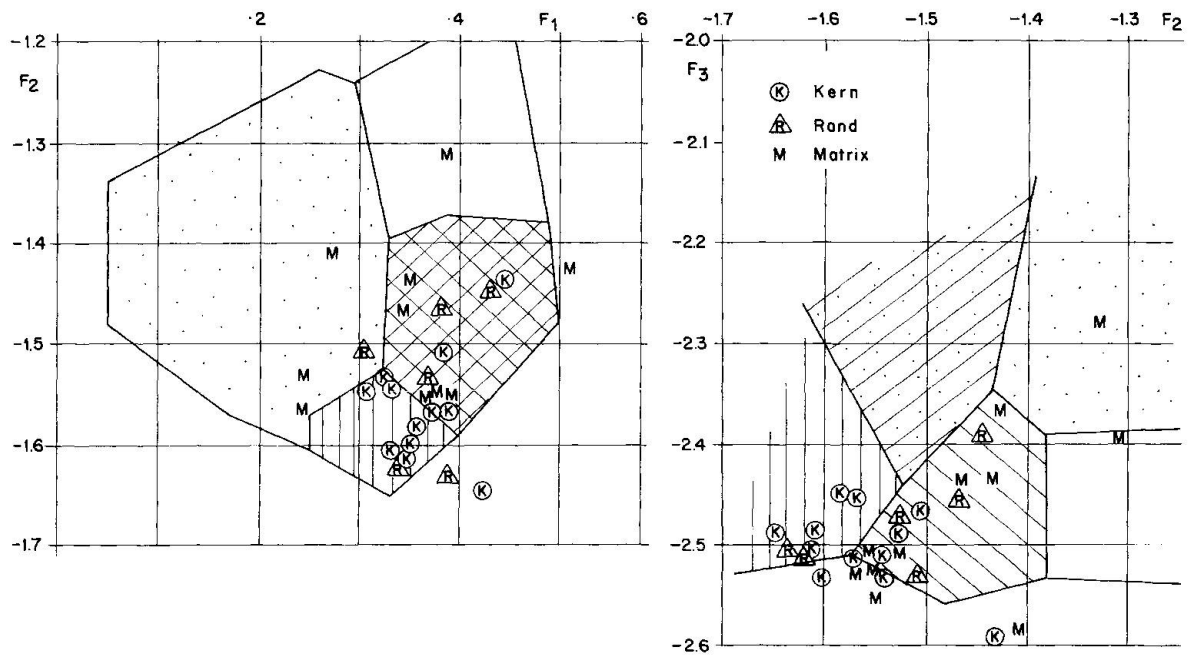 ·2 F1 ·4 ·6
−1.2
F2
−1.3
−1.4
−1.5
−1.6
−1.7
M
M
M M
M K
R
R
M
R K
M R
K
K K M M
M K K
K
K
K K
R
R
K
−1.7 −1.6 −1.5 −1.4 −1.3 F2
−2.0
F3
K Kern
R Rand
M Matrix
−2.1
−2.2
−2.3
−2.4
−2.5
−2.6
M
M
R M
M M
R
K K
K
R
K K K
R K M M
R K K
K M M K R
M
K M